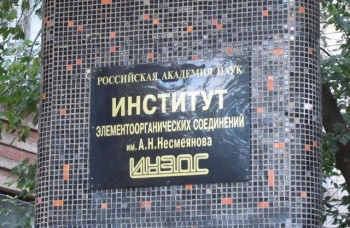 РОССИЙСКАЯ АКАДЕМИЯ НАУК
ИНСТИТУТ
ЭЛЕМЕНТООРГАНИЧЕСКИХ СОЕДИНЕНИЙ
им. А.Н.Несмеянова
ИНЭОС